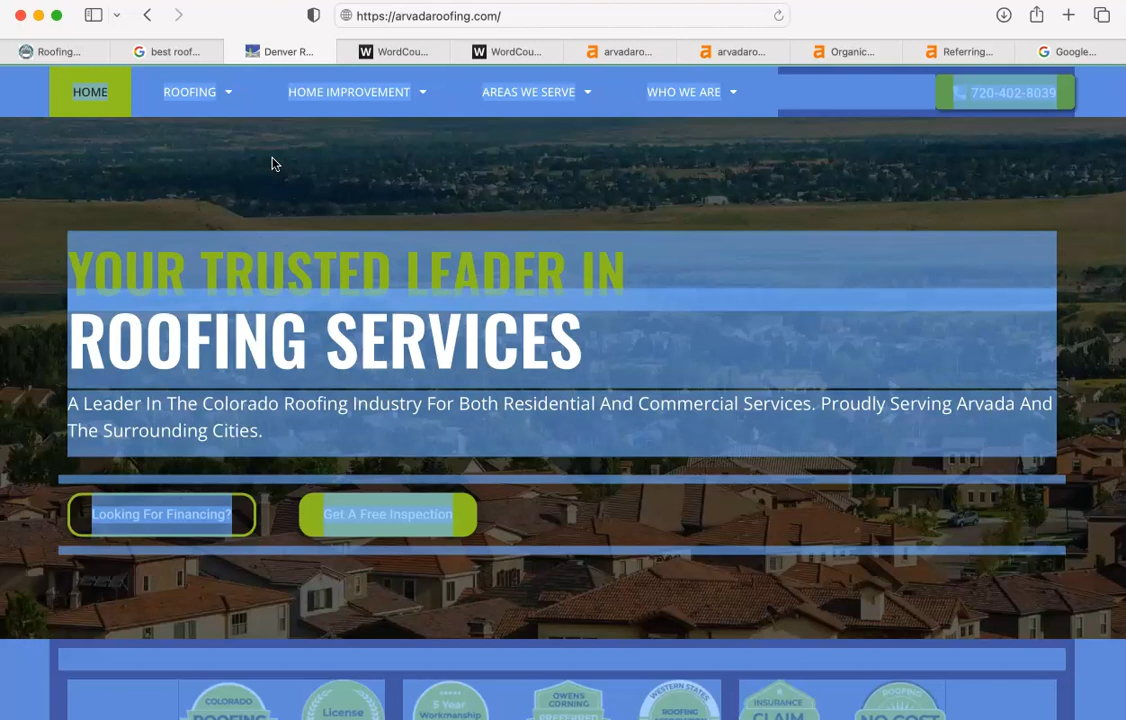 https://arvadaroofing.com/
Roofing...
best roof...
Denver R...
WordCou...
WordCou...
arvadaro...
arvadaro...
Organic...
Referring...
Google...
HOME
ROOFING
HOME IMPROVEMENT
AREAS WE SERVE
WHO WE ARE
720-402-8039
YOUR TRUSTED LEADER IN
ROOFING SERVICES
A Leader In The Colorado Roofing Industry For Both Residential And Commercial Services. Proudly Serving Arvada And
The Surrounding Cities.
Looking For Financing?
Get A Free Inspection
COLORADO
ROOFING
License
5 Year
Workmanship
OWENS
CORNING
PREFERRED
WESTERN STATES
ROOFING
INSURANCE
CLAIM
ROOFING
NO COST